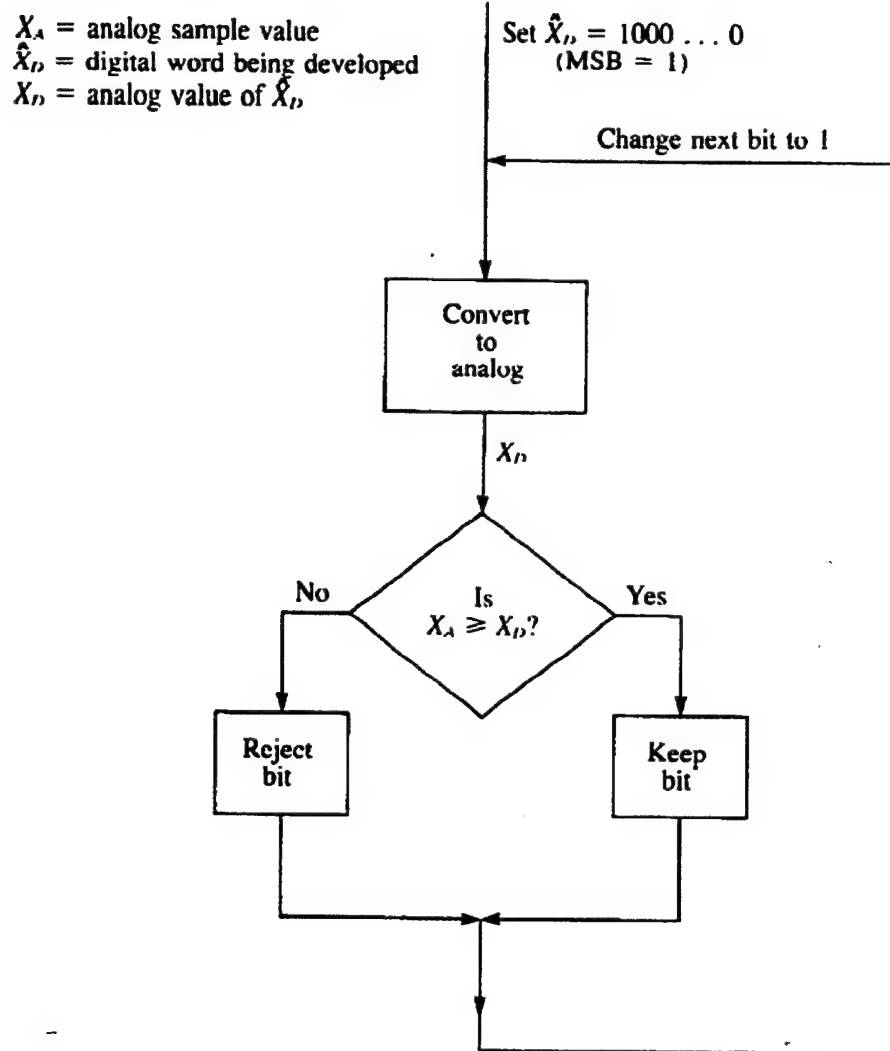 X_A = analog sample value
X̂_D = digital word being developed
X_D = analog value of X̂_D
Set X̂_D = 1000 ... 0
(MSB = 1)
Change next bit to 1
Convert
to
analog
X_D
No
Is
Yes
X_A ⩾ X_D?
Reject
bit
Keep
bit